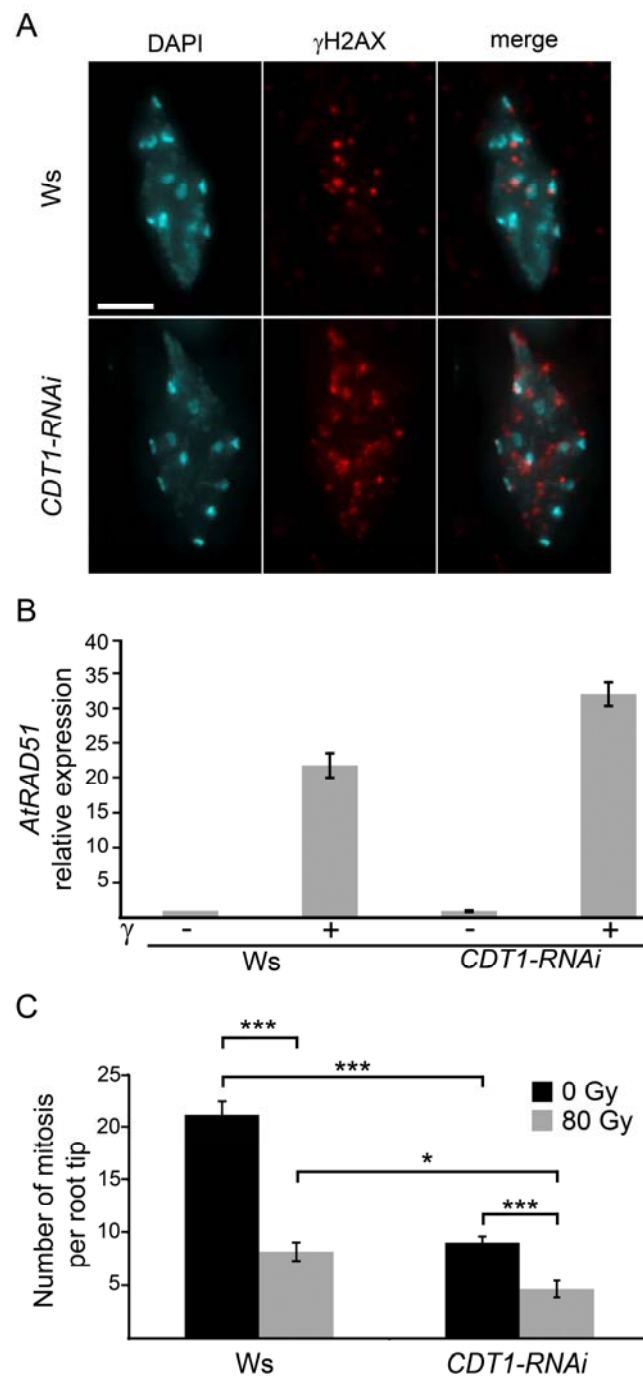 A
DAPI γH2AX merge
Ws
CDT1-RNAi
B
AtRAD51
relative expression
40
35
30
25
20
15
10
5
γ - + - +
Ws CDT1-RNAi
C
Number of mitosis
per root tip
25
20
15
10
5
***
***
*
***
0 Gy
80 Gy
Ws CDT1-RNAi